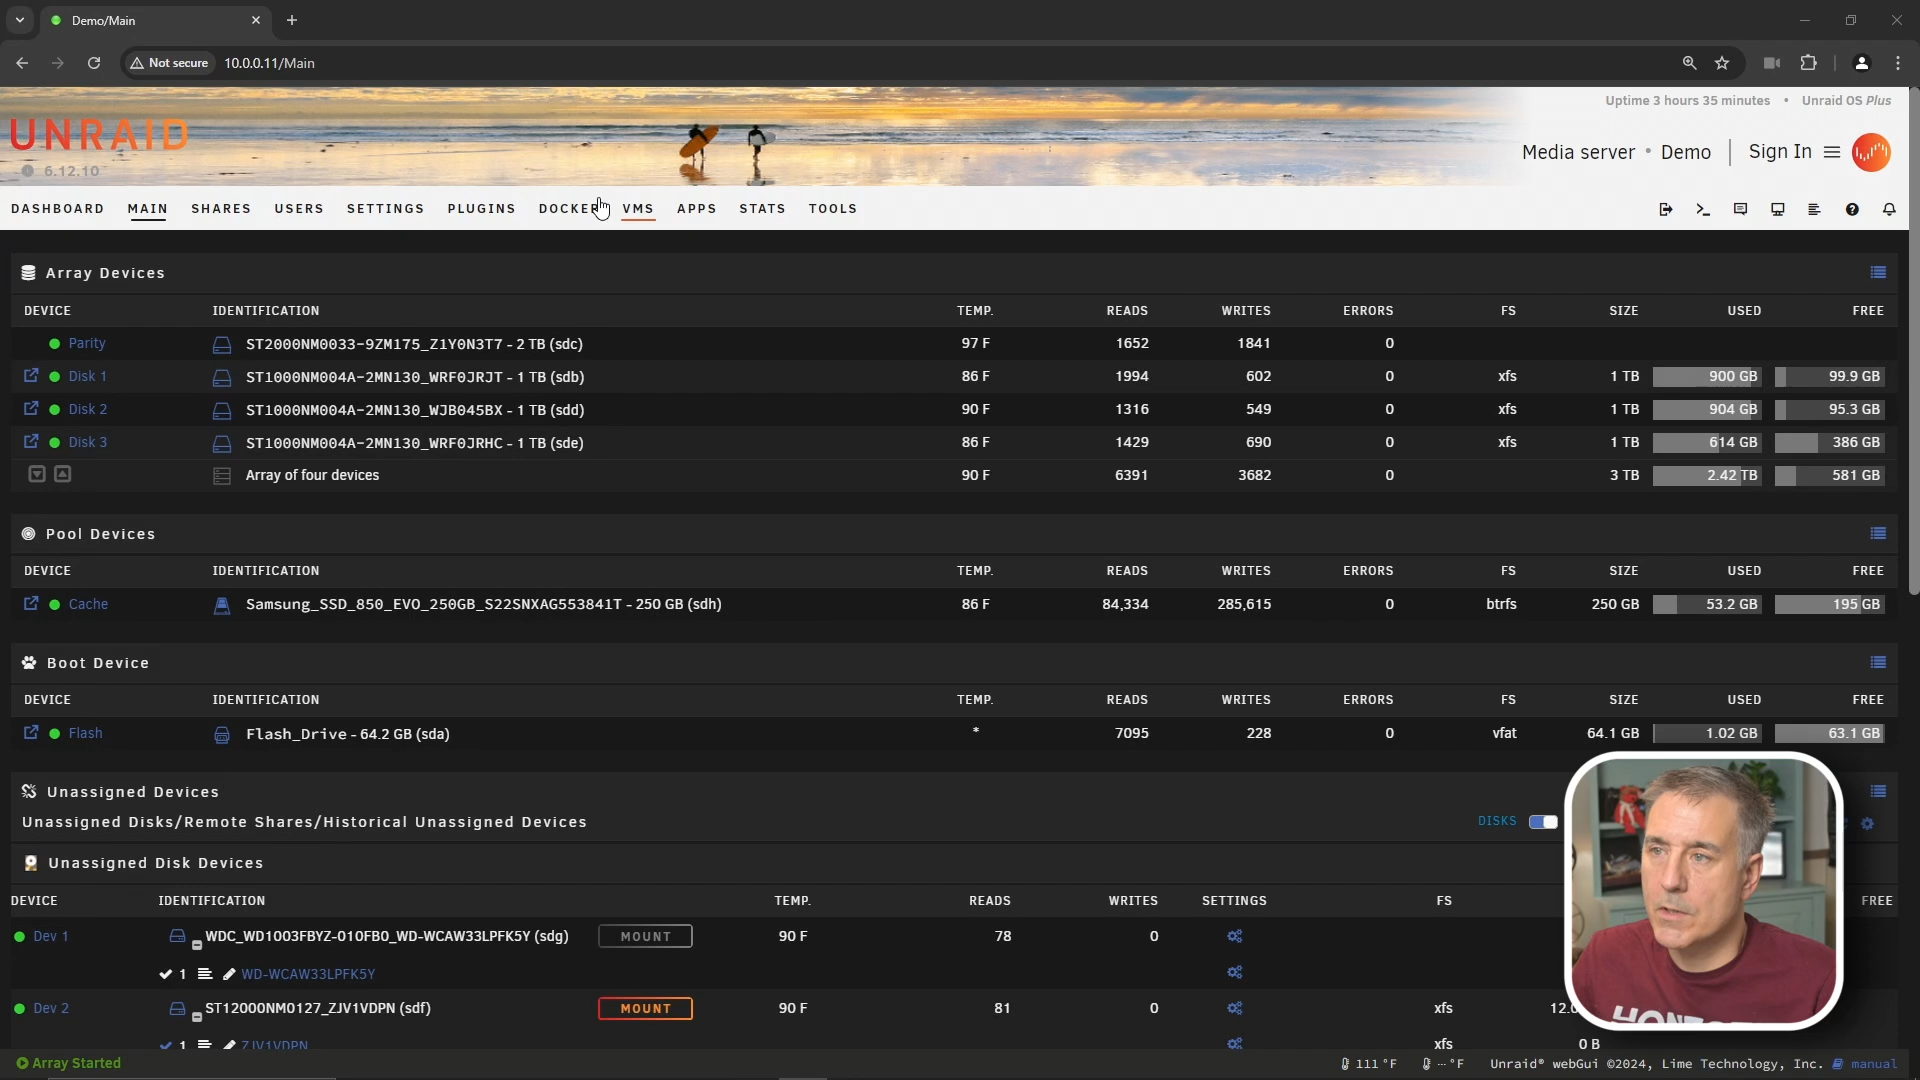 Demo/Main
Not secure 10.0.0.11/Main
Uptime 3 hours 35 minutes • Unraid OS Plus
UNRAID
6.12.10
Media server • Demo | Sign In
DASHBOARD MAIN SHARES USERS SETTINGS PLUGINS DOCKER VMS APPS STATS TOOLS
Array Devices
DEVICE IDENTIFICATION TEMP. READS WRITES ERRORS FS SIZE USED FREE
Parity ST2000NM0033-9ZM175_Z1Y0N3T7 - 2 TB (sdc) 97 F 1652 1841 0
Disk 1 ST1000NM004A-2MN130_WRF0JRJT - 1 TB (sdb) 86 F 1994 602 0 xfs 1 TB 900 GB 99.9 GB
Disk 2 ST1000NM004A-2MN130_WJB045BX - 1 TB (sdd) 90 F 1316 549 0 xfs 1 TB 904 GB 95.3 GB
Disk 3 ST1000NM004A-2MN130_WRF0JRHC - 1 TB (sde) 86 F 1429 690 0 xfs 1 TB 614 GB 386 GB
Array of four devices 90 F 6391 3682 0 3 TB 2.42 TB 581 GB
Pool Devices
DEVICE IDENTIFICATION TEMP. READS WRITES ERRORS FS SIZE USED FREE
Cache Samsung_SSD_850_EVO_250GB_S22SNXAG553841T - 250 GB (sdh) 86 F 84,334 285,615 0 btrfs 250 GB 53.2 GB 195 GB
Boot Device
DEVICE IDENTIFICATION TEMP. READS WRITES ERRORS FS SIZE USED FREE
Flash Flash_Drive - 64.2 GB (sda) * 7095 228 0 vfat 64.1 GB 1.02 GB 63.1 GB
Unassigned Devices
Unassigned Disks/Remote Shares/Historical Unassigned Devices DISKS
Unassigned Disk Devices
DEVICE IDENTIFICATION TEMP. READS WRITES SETTINGS FS FREE
Dev 1 WDC_WD1003FBYZ-010FB0_WD-WCAW33LPFK5Y (sdg) MOUNT 90 F 78 0
1 WD-WCAW33LPFK5Y
Dev 2 ST12000NM0127_ZJV1VDPN (sdf) MOUNT 90 F 81 0 xfs
1 ZJV1VDPN xfs 0 B
Array Started 111 °F -- °F Unraid® webGui ©2024, Lime Technology, Inc. manual